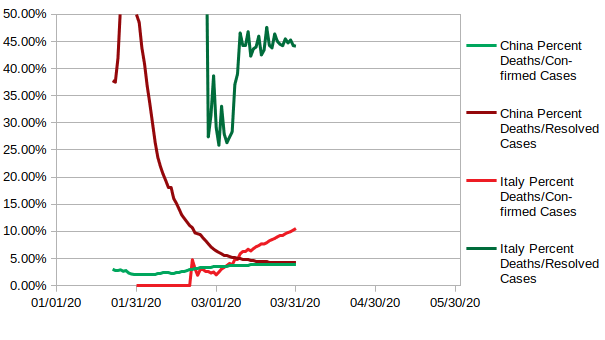 50.00%
45.00%
40.00%
35.00%
30.00%
25.00%
20.00%
15.00%
10.00%
5.00%
0.00%
01/01/20 01/31/20 03/01/20 03/31/20 04/30/20 05/30/20
China Percent
Deaths/Con-
firmed Cases
China Percent
Deaths/Resolved
Cases
Italy Percent
Deaths/Con-
firmed Cases
Italy Percent
Deaths/Resolved
Cases